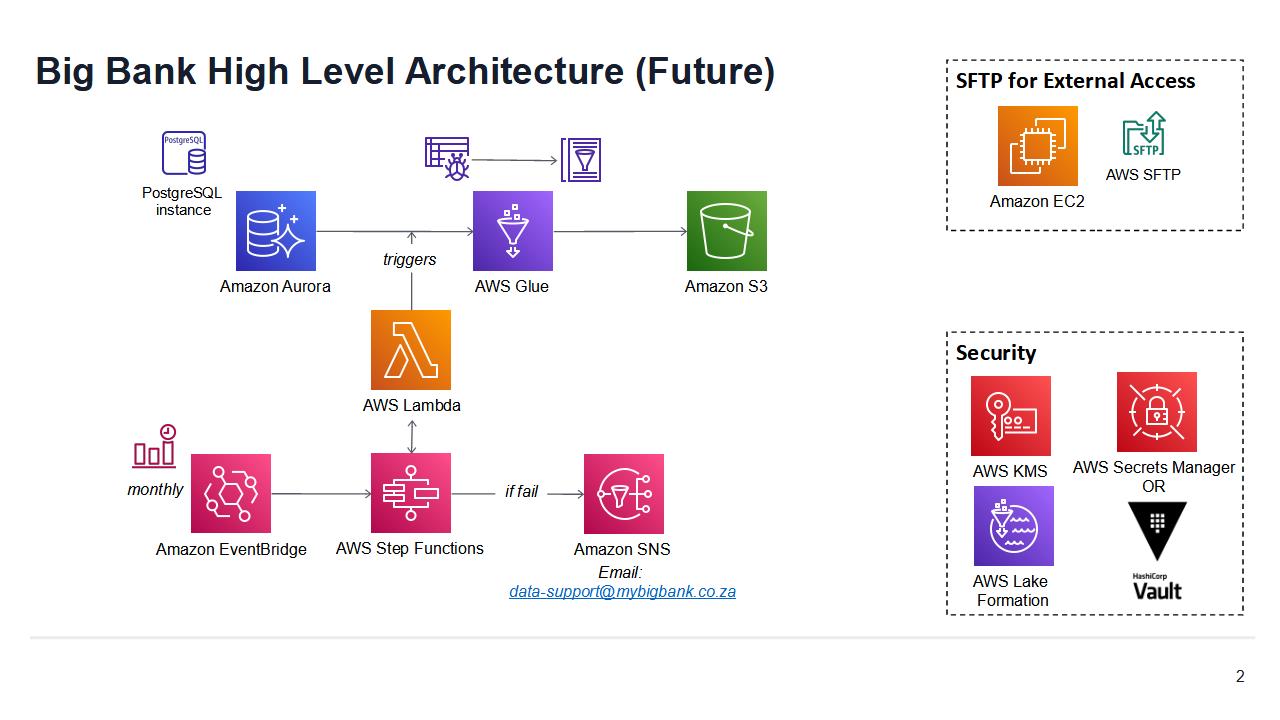 Big Bank High Level Architecture (Future)
PostgreSQL
PostgreSQL
instance
Amazon Aurora
triggers
AWS Glue
Amazon S3
AWS Lambda
monthly
Amazon EventBridge
AWS Step Functions
if fail
Amazon SNS
Email:
data-support@mybigbank.co.za
SFTP for External Access
Amazon EC2
SFTP
AWS SFTP
Security
AWS KMS
AWS Secrets Manager
OR
AWS Lake
Formation
HashiCorp
Vault
2